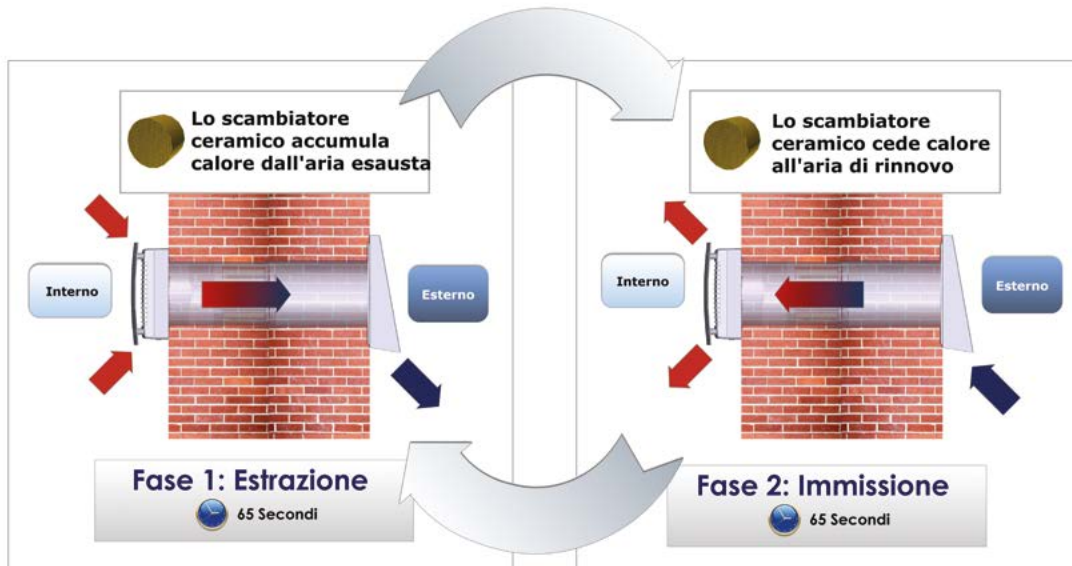 Lo scambiatore
ceramico accumula
calore dall'aria esausta
Interno
Esterno
Fase 1: Estrazione
65 Secondi
Lo scambiatore
ceramico cede calore
all'aria di rinnovo
Interno
Esterno
Fase 2: Immissione
65 Secondi